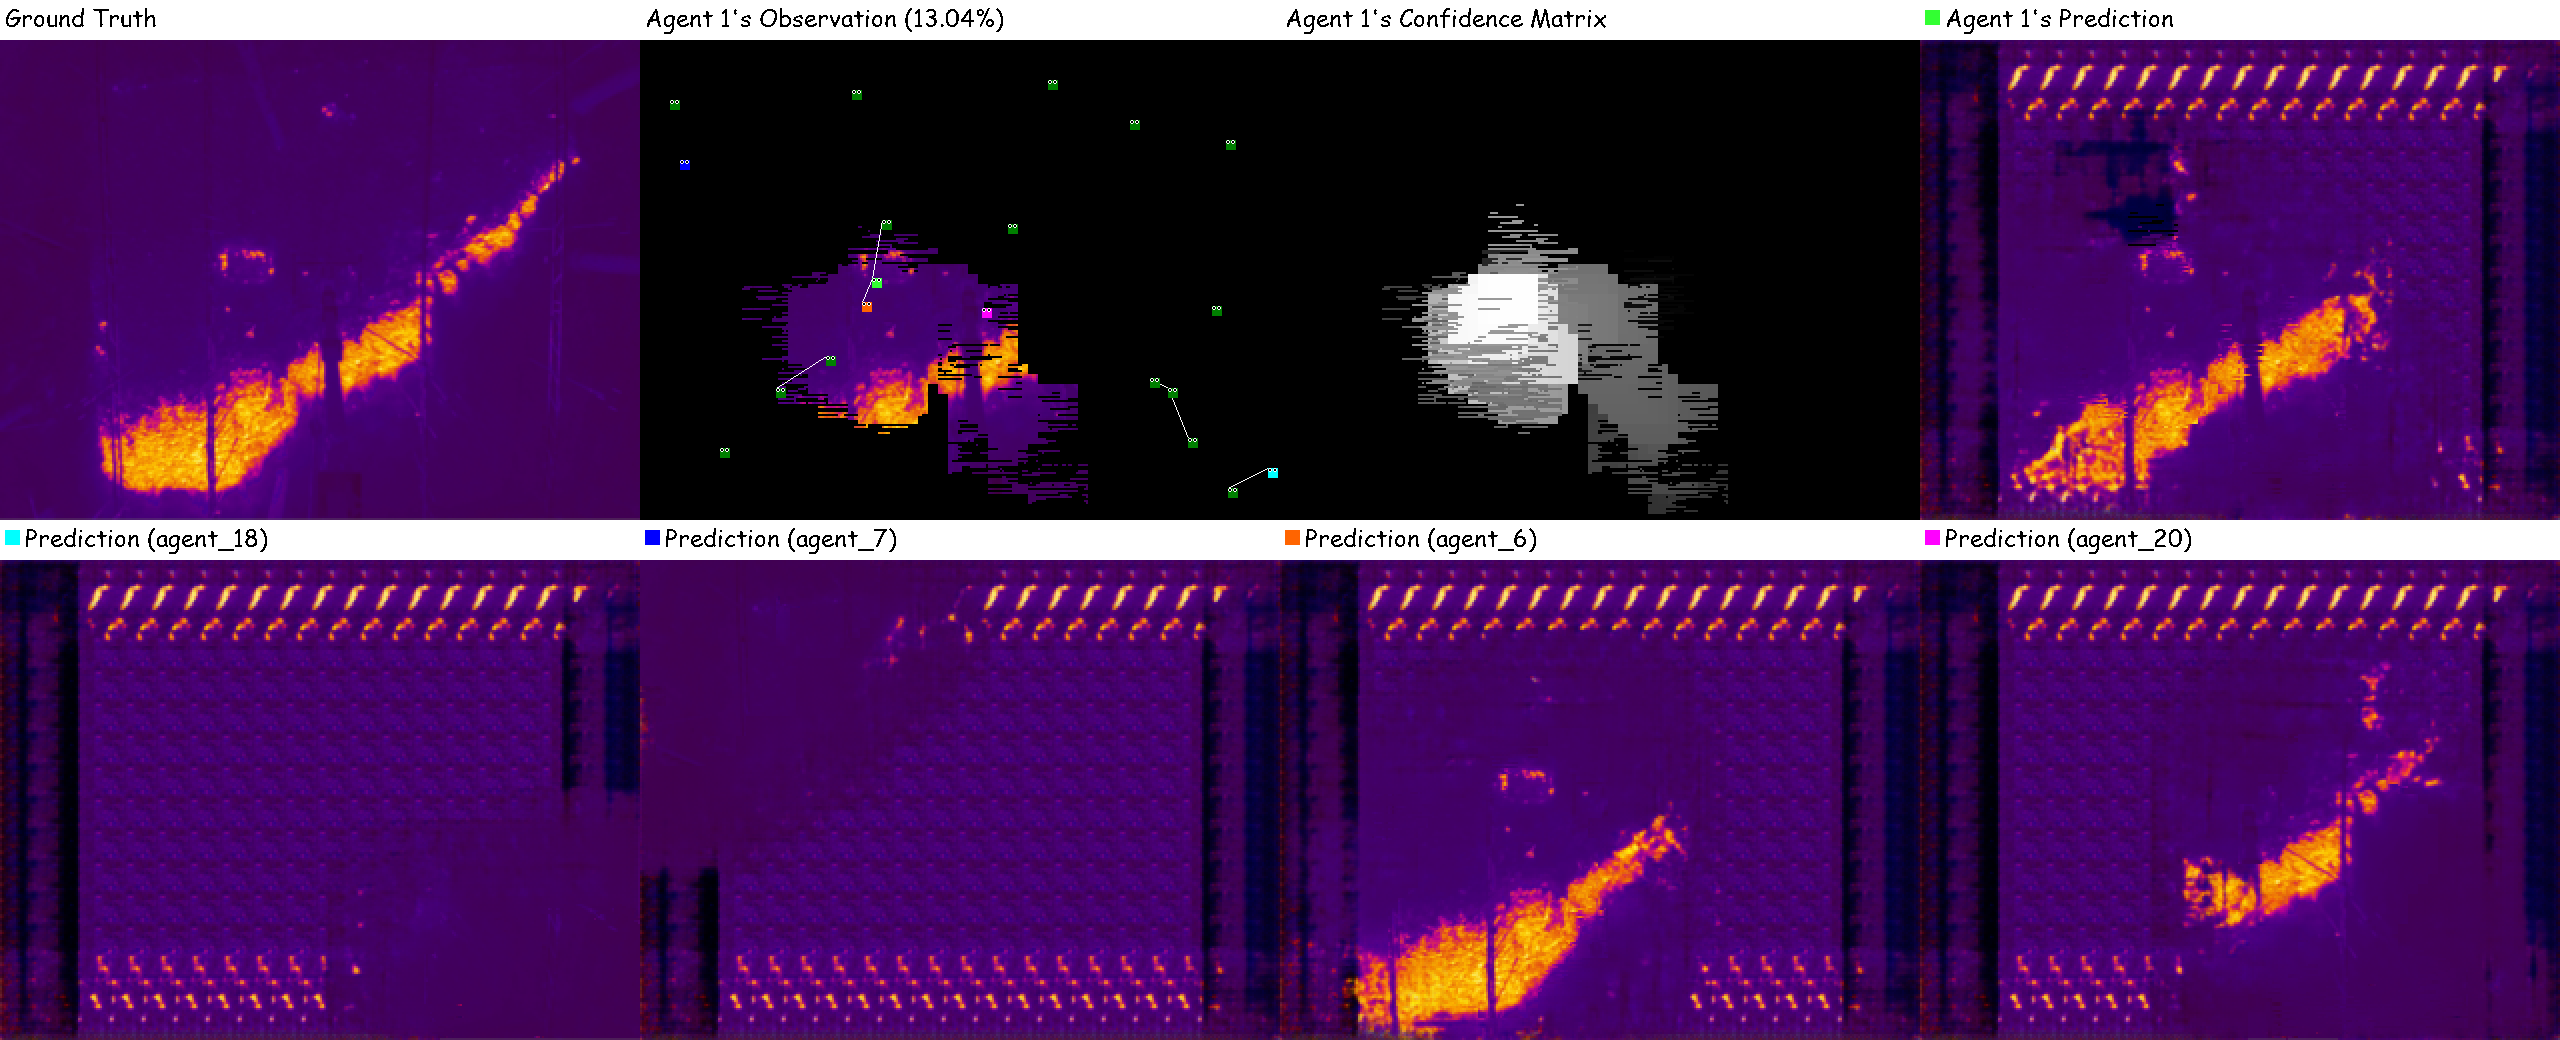 Ground Truth
Agent 1's Observation (13.04%)
Agent 1's Confidence Matrix
Agent 1's Prediction
Prediction (agent_18)
Prediction (agent_7)
Prediction (agent_6)
Prediction (agent_20)